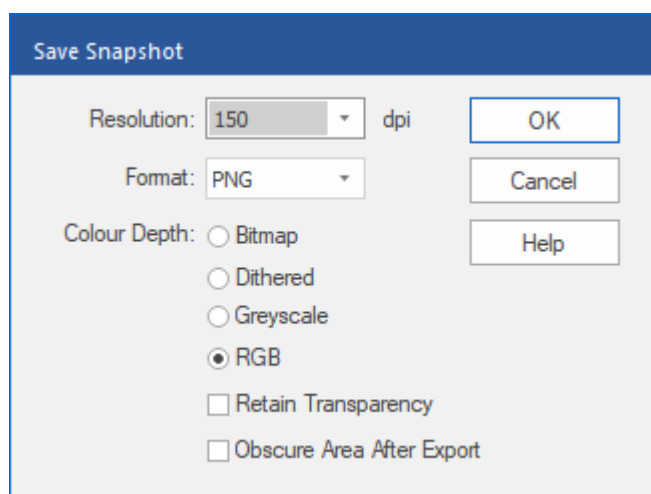 Save Snapshot
Resolution: 150 dpi OK
Format: PNG Cancel
Colour Depth: Bitmap Help
Dithered
Greyscale
RGB
Retain Transparency
Obscure Area After Export